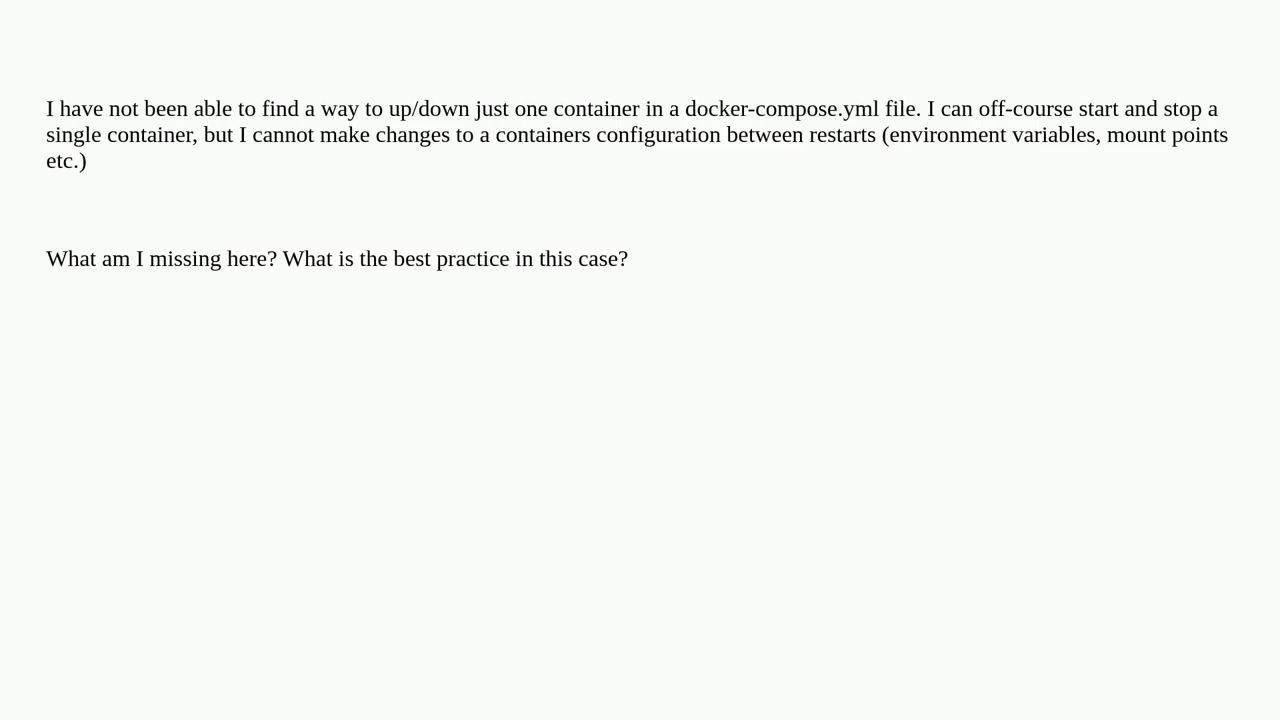 I have not been able to find a way to up/down just one container in a docker-compose.yml file. I can off-course start and stop a
single container, but I cannot make changes to a containers configuration between restarts (environment variables, mount points
etc.)
What am I missing here? What is the best practice in this case?